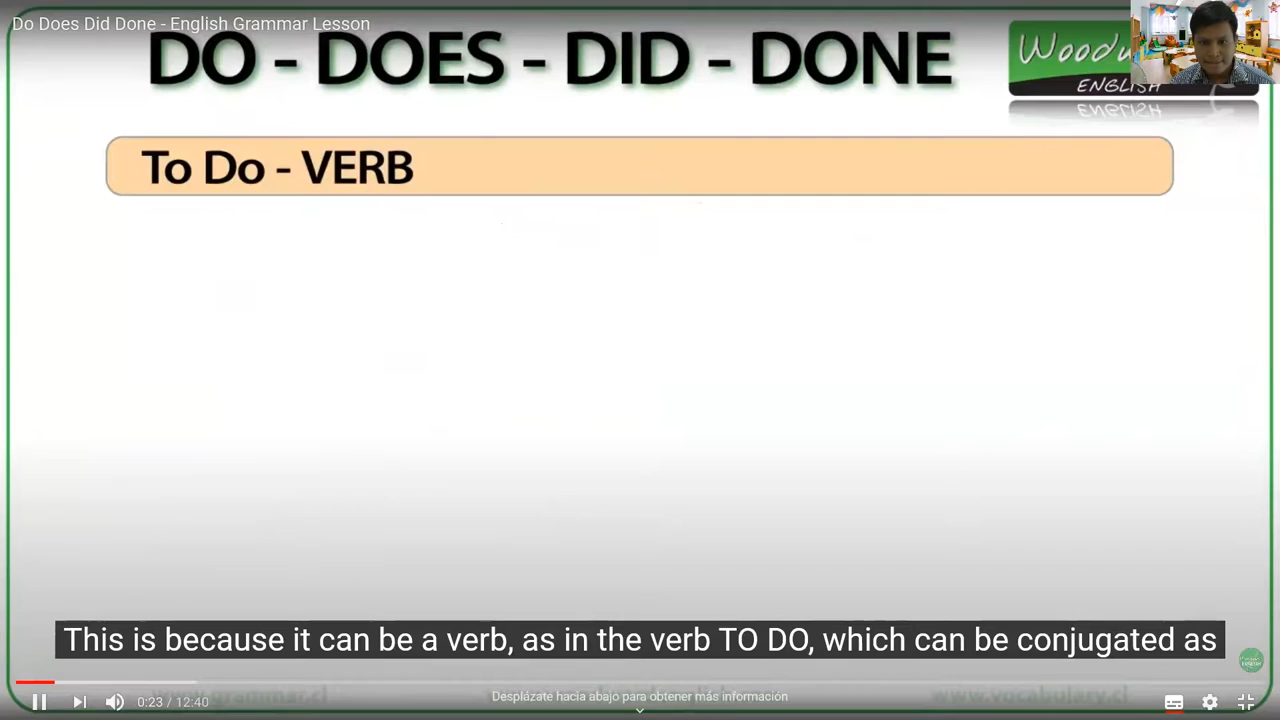 Do Does Did Done - English Grammar Lesson
DO - DOES - DID - DONE
ENGLISH
To Do - VERB
This is because it can be a verb, as in the verb TO DO, which can be conjugated as
0:23 / 12:40
Desplázate hacia abajo para obtener más información
www.vocabulary.cl